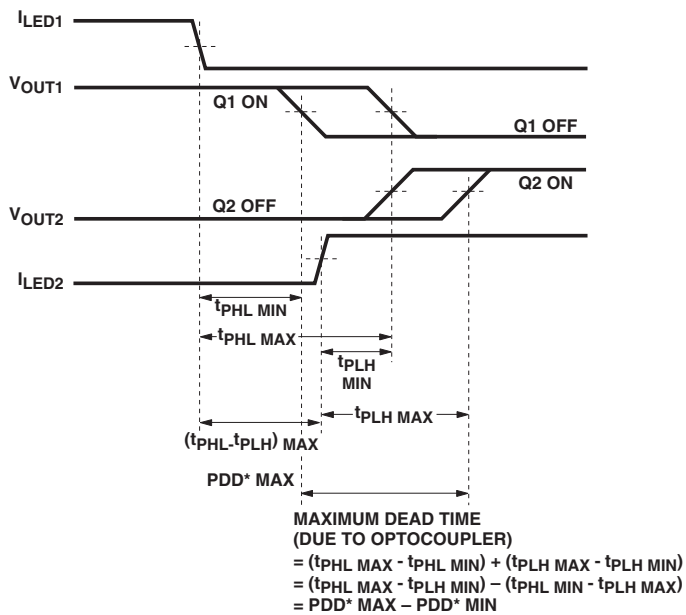 ILED1
VOUT1
Q1 ON
Q1 OFF
Q2 ON
Q2 OFF
VOUT2
ILED2
tPHL MIN
tPHL MAX
tPLH
MIN
tPLH MAX
(tPHL-tPLH) MAX
PDD* MAX
MAXIMUM DEAD TIME
(DUE TO OPTOCOUPLER)
= (tPHL MAX - tPHL MIN) + (tPLH MAX - tPLH MIN)
= (tPHL MAX - tPLH MIN) – (tPHL MIN - tPLH MAX)
= PDD* MAX – PDD* MIN